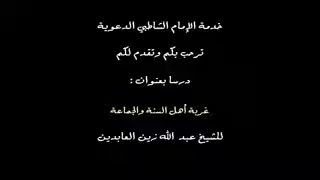 خدمة الإمام الشاطبي الدعوية
ترحب بكم وتقدم لكم
درسا بعنوان :
غربة أهل السنة والجماعة
للشيخ عبد الله زين العابدين